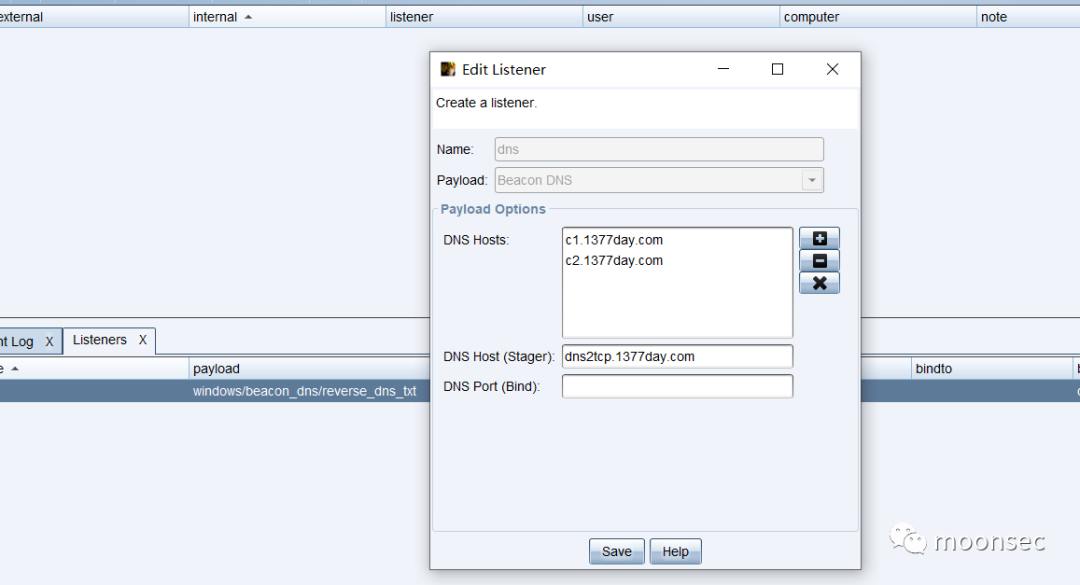 external internal listener user computer note
Edit Listener
Create a listener.
Name: dns
Payload: Beacon DNS
Payload Options
DNS Hosts: c1.1377day.com
c2.1377day.com
DNS Host (Stager): dns2tcp.1377day.com
DNS Port (Bind):
nt Log X Listeners X
e payload bindto b
windows/beacon_dns/reverse_dns_txt
Save Help
moonsec